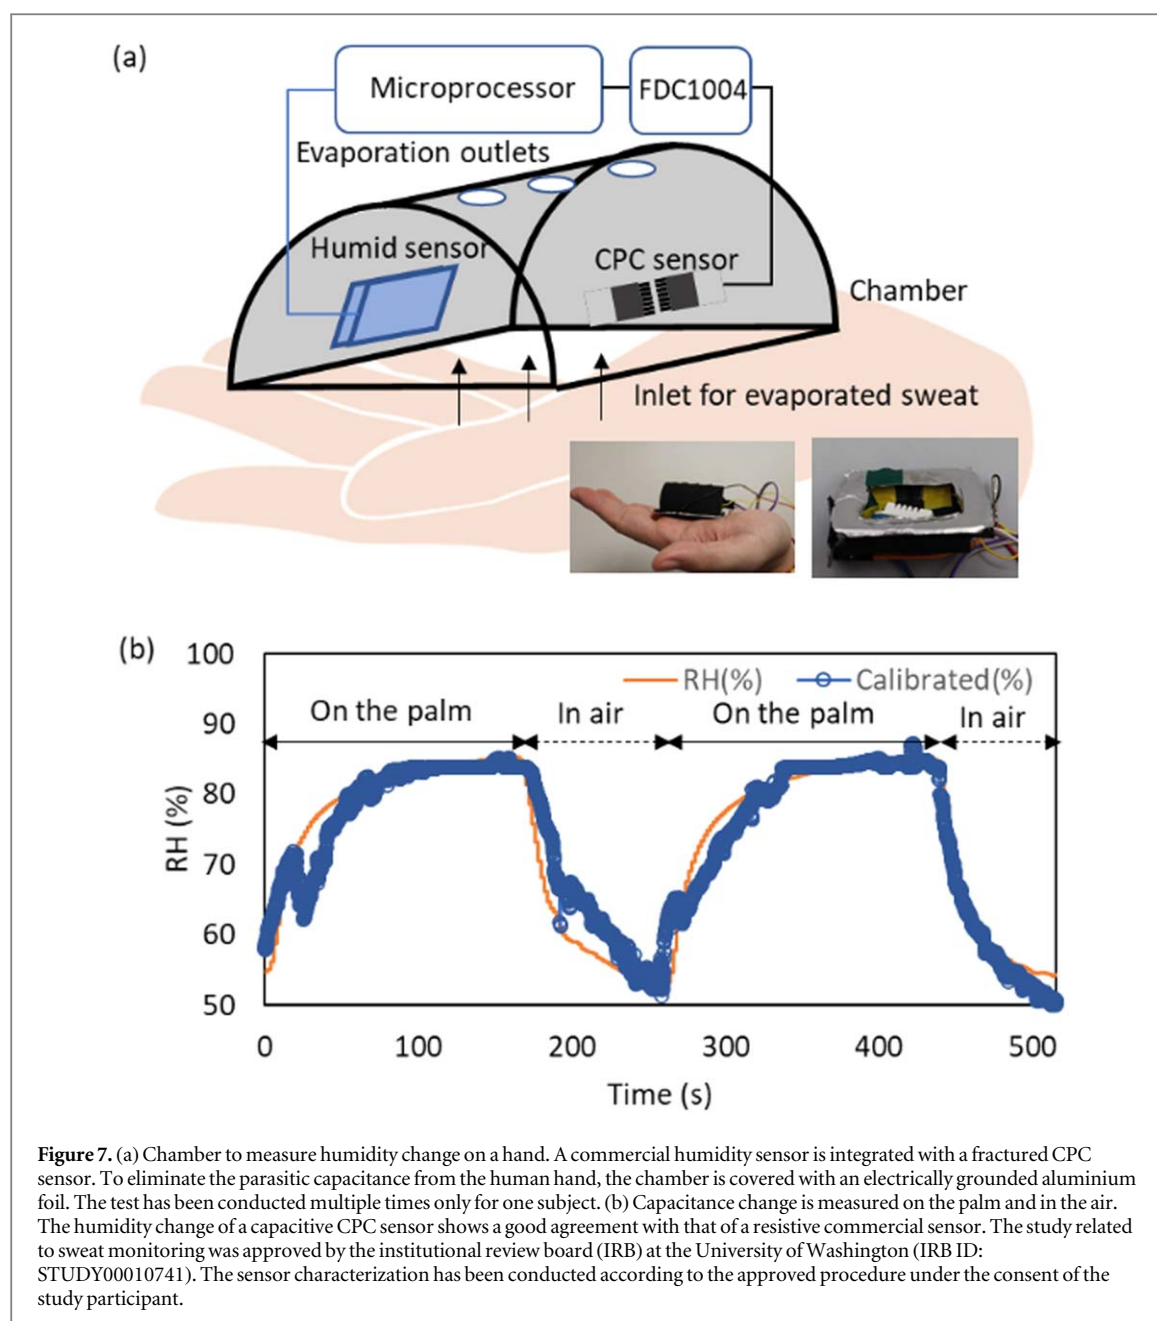 (a)
Microprocessor
FDC1004
Evaporation outlets
Humid sensor
CPC sensor
Chamber
Inlet for evaporated sweat
(b)
100
90
80
70
60
50
RH (%)
RH(%)
Calibrated(%)
On the palm
In air
On the palm
In air
0
100
200
300
400
500
Time (s)
Figure 7. (a) Chamber to measure humidity change on a hand. A commercial humidity sensor is integrated with a fractured CPC
sensor. To eliminate the parasitic capacitance from the human hand, the chamber is covered with an electrically grounded aluminium
foil. The test has been conducted multiple times only for one subject. (b) Capacitance change is measured on the palm and in the air.
The humidity change of a capacitive CPC sensor shows a good agreement with that of a resistive commercial sensor. The study related
to sweat monitoring was approved by the institutional review board (IRB) at the University of Washington (IRB ID:
STUDY00010741). The sensor characterization has been conducted according to the approved procedure under the consent of the
study participant.